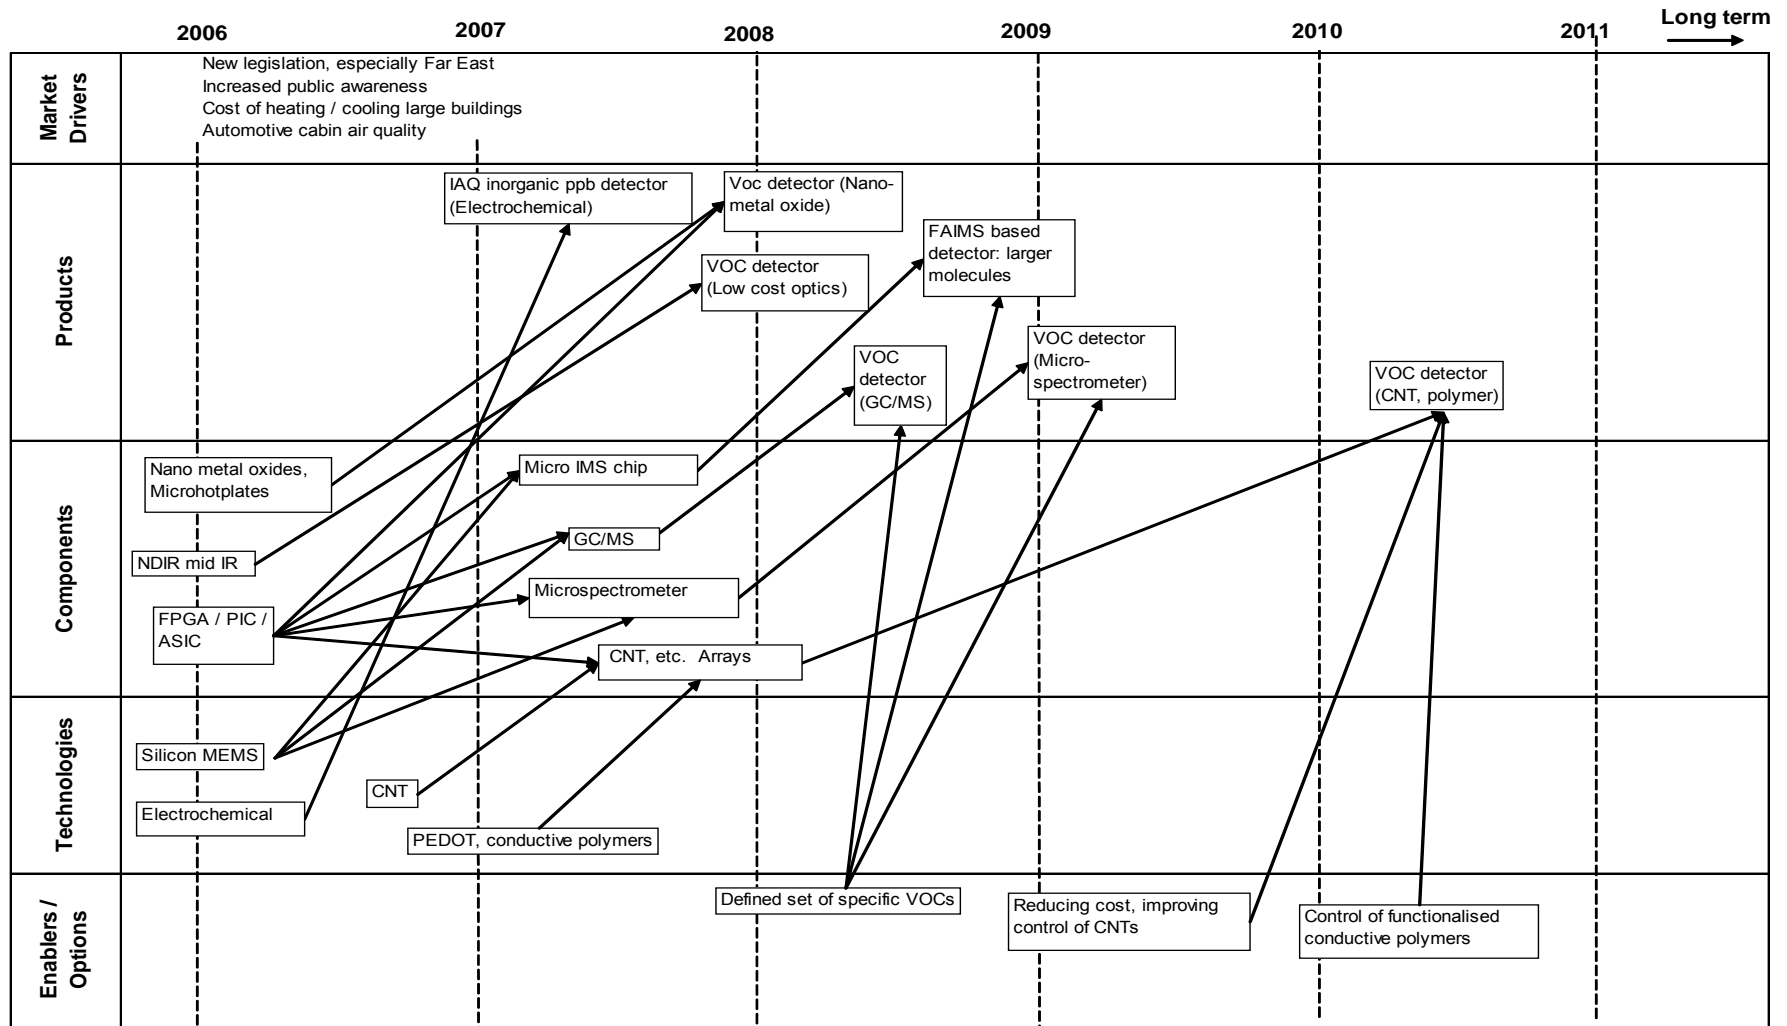 2006
2007
2008
2009
2010
2011
Long term
Market
Drivers
New legislation, especially Far East
Increased public awareness
Cost of heating / cooling large buildings
Automotive cabin air quality
Products
IAQ inorganic ppb detector
(Electrochemical)
Voc detector (Nano-
metal oxide)
FAIMS based
detector: larger
molecules
VOC detector
(Low cost optics)
VOC
detector
(GC/MS)
VOC detector
(Micro-
spectrometer)
VOC detector
(CNT, polymer)
Components
Nano metal oxides,
Microhotplates
Micro IMS chip
NDIR mid IR
GC/MS
Microspectrometer
FPGA / PIC /
ASIC
CNT, etc. Arrays
Technologies
Silicon MEMS
CNT
Electrochemical
PEDOT, conductive polymers
Enablers /
Options
Defined set of specific VOCs
Reducing cost, improving
control of CNTs
Control of functionalised
conductive polymers